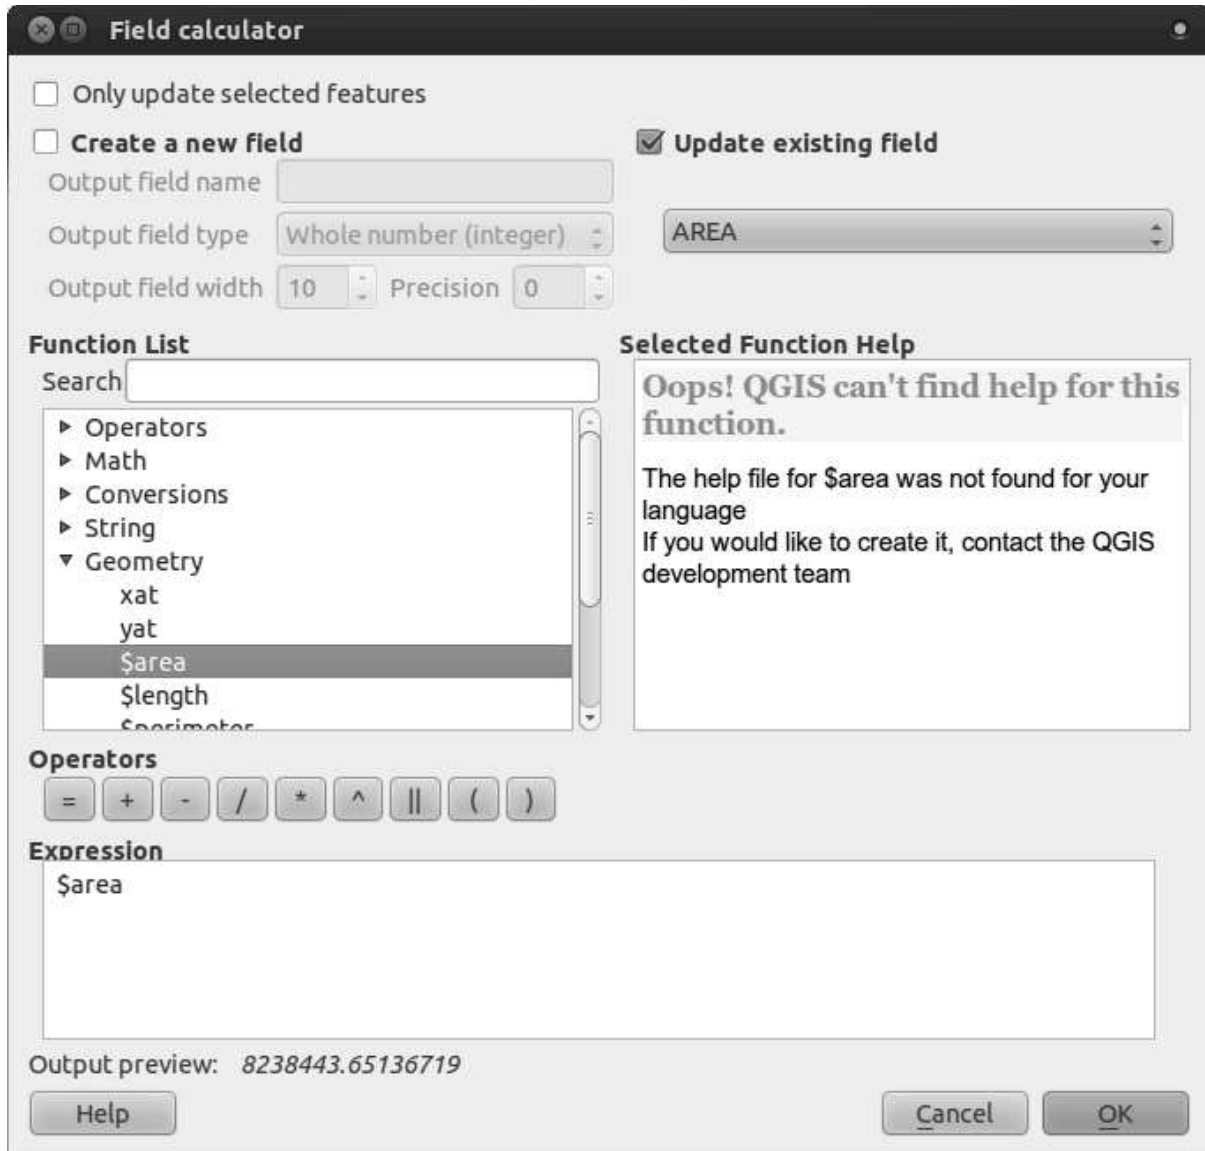 Field calculator
Only update selected features
Create a new field
Update existing field
Output field name
Output field type Whole number (integer)
AREA
Output field width 10 Precision 0
Function List
Selected Function Help
Search
Oops! QGIS can't find help for this
function.
The help file for $area was not found for your
language
If you would like to create it, contact the QGIS
development team
Operators
Math
Conversions
String
Geometry
xat
yat
$area
$length
$perimeter
Operators
= + - / * ^ || ( )
Expression
$area
Output preview: 8238443.65136719
Help
Cancel
OK